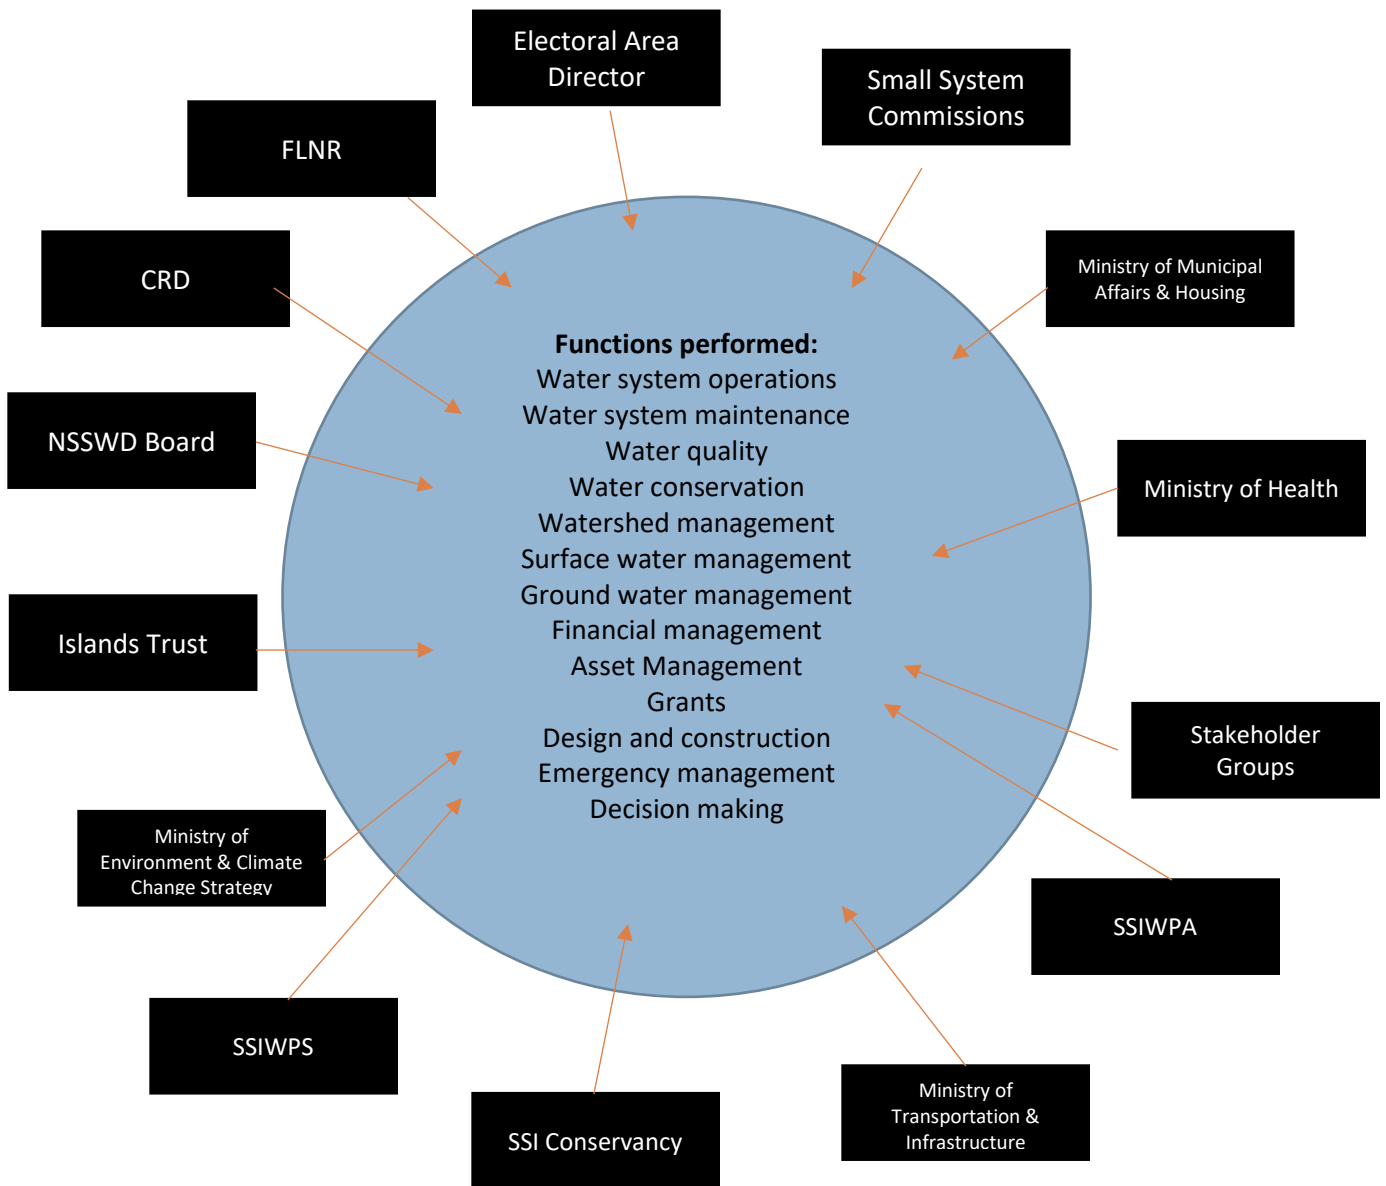 Electoral Area
Director
Small System
Commissions
FLNR
CRD
Ministry of Municipal
Affairs & Housing
Functions performed:
Water system operations
Water system maintenance
Water quality
Water conservation
Watershed management
Surface water management
Ground water management
Financial management
Asset Management
Grants
Design and construction
Emergency management
Decision making
NSSWD Board
Ministry of Health
Islands Trust
Stakeholder
Groups
Ministry of
Environment & Climate
Change Strategy
SSIWPA
SSIWPS
SSI Conservancy
Ministry of
Transportation &
Infrastructure